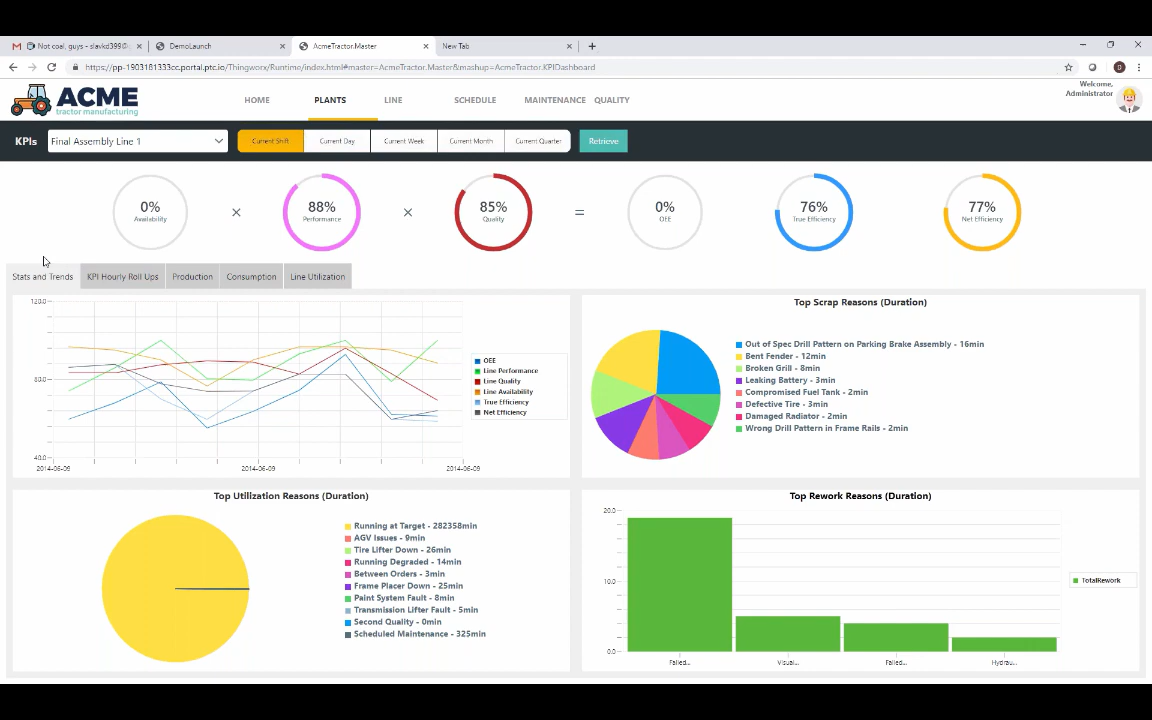 Not coal, guys - slavkd399@
DemoLaunch
AcmeTractor.Master
New Tab
https://pp-1903181333cc.portal.ptc.io/Thingworx/Runtime/index.html#master=AcmeTractor.Master&mashup=AcmeTractor.KPIDashboard
ACME
tractor manufacturing
HOME
PLANTS
LINE
SCHEDULE
MAINTENANCE
QUALITY
Welcome,
Administrator
KPIs
Final Assembly Line 1
Current Shift
Current Day
Current Week
Current Month
Current Quarter
Retrieve
0%
Availability
×
88%
Performance
×
85%
Quality
=
0%
OEE
76%
True Efficiency
77%
Net Efficiency
Stats and Trends
KPI Hourly Roll Ups
Production
Consumption
Line Utilization
120.0
80.0
40.0
2014-06-09
2014-06-09
2014-06-09
OEE
Line Performance
Line Quality
Line Availability
True Efficiency
Net Efficiency
Top Scrap Reasons (Duration)
Out of Spec Drill Pattern on Parking Brake Assembly - 16min
Bent Fender - 12min
Broken Grill - 8min
Leaking Battery - 3min
Compromised Fuel Tank - 2min
Defective Tire - 3min
Damaged Radiator - 2min
Wrong Drill Pattern in Frame Rails - 2min
Top Utilization Reasons (Duration)
Running at Target - 282358min
AGV Issues - 9min
Tire Lifter Down - 26min
Running Degraded - 14min
Between Orders - 3min
Frame Placer Down - 25min
Paint System Fault - 8min
Transmission Lifter Fault - 5min
Second Quality - 0min
Scheduled Maintenance - 325min
Top Rework Reasons (Duration)
20.0
10.0
0.0
Failed...
Visual...
Failed...
Hydrau...
TotalRework